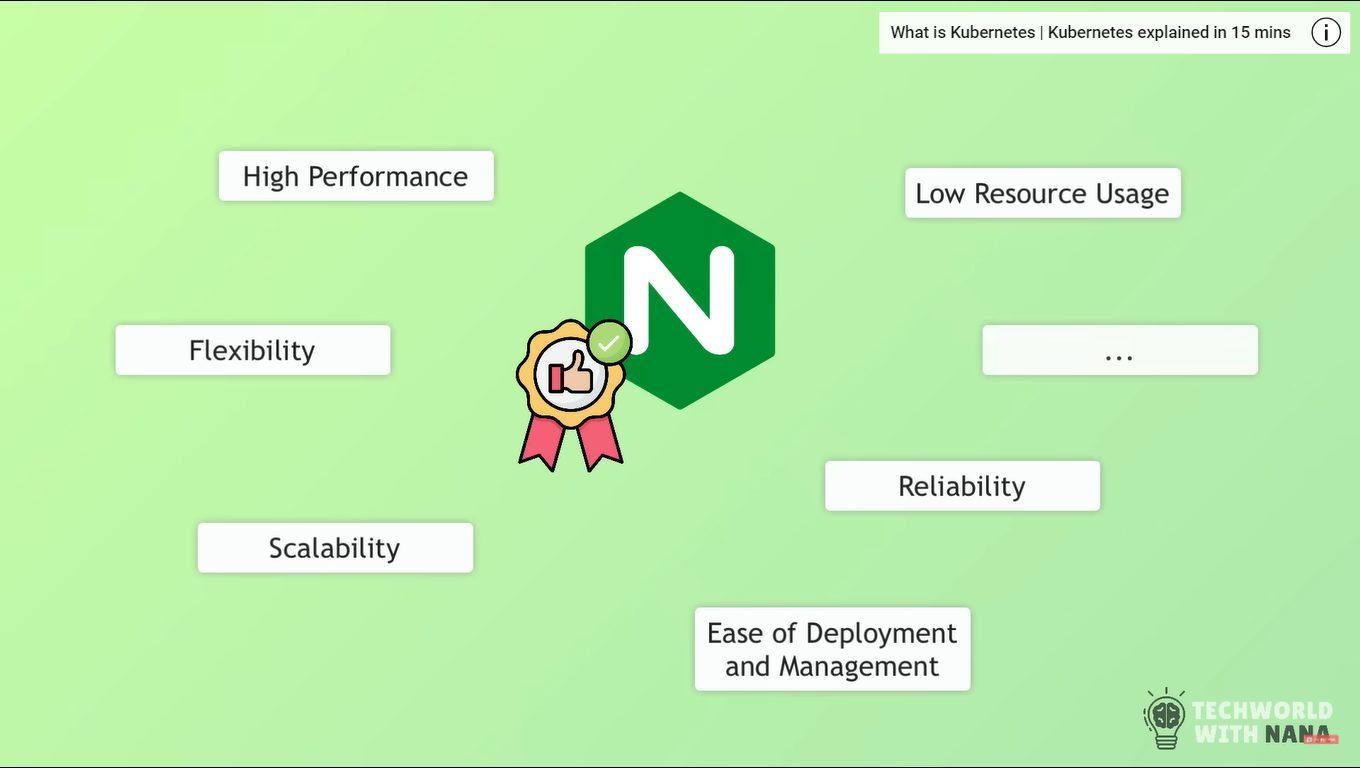 What is Kubernetes | Kubernetes explained in 15 mins
High Performance
Low Resource Usage
N
Flexibility
...
Reliability
Scalability
Ease of Deployment
and Management
TECHWORLD
WITH NANA